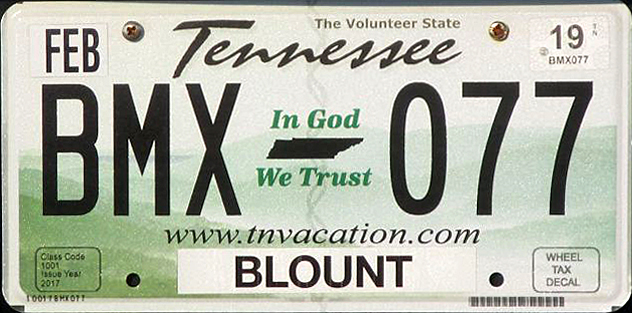 The Volunteer State
FEB
Tennessee
19 TN
BMX077
BMX 077
In God
We Trust
www.tnvacation.com
Class Code
1001
Issue Year
2017
BLOUNT
WHEEL
TAX
DECAL
10017BMX077